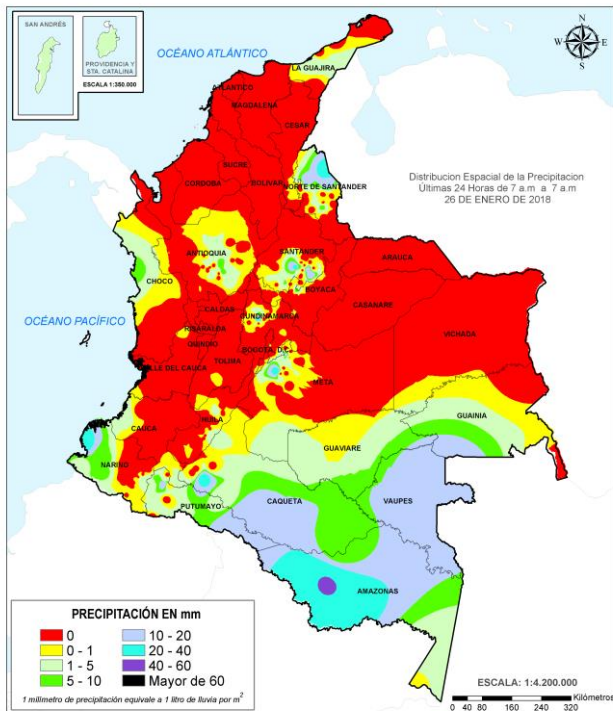 SAN ANDRÉS
PROVIDENCIA Y
STA. CATALINA
ESCALA 1:350.000
OCÉANO ATLÁNTICO
N
W E
S
LA GUAJIRA
ATLANTICO
MAGDALENA
CESAR
SUCRE
CORDOBA
BOLIVAR
NORTE DE SANTANDER
Distribucion Espacial de la Precipitacion
Últimas 24 Horas de 7 a.m a 7 a.m
26 DE ENERO DE 2018
ANTIOQUIA
SANTANDER
ARAUCA
CHOCO
BOYACA
CASANARE
OCÉANO PACÍFICO
CALDAS
CUNDINAMARCA
RISARALDA
VICHADA
QUINDIO
BOGOTA, D.C.
TOLIMA
VALLE DEL CAUCA
META
CAUCA
HUILA
GUAINIA
GUAVIARE
NARIÑO
PUTUMAYO
CAQUETA
VAUPES
AMAZONAS
PRECIPITACIÓN EN mm
0 10 - 20
0 - 1 20 - 40
1 - 5 40 - 60
5 - 10 Mayor de 60
1 milimetro de precipitación equivale a 1 litro de lluvia por m2
ESCALA: 1:4.200.000
Kilómetros
0 40 80 160 240 320